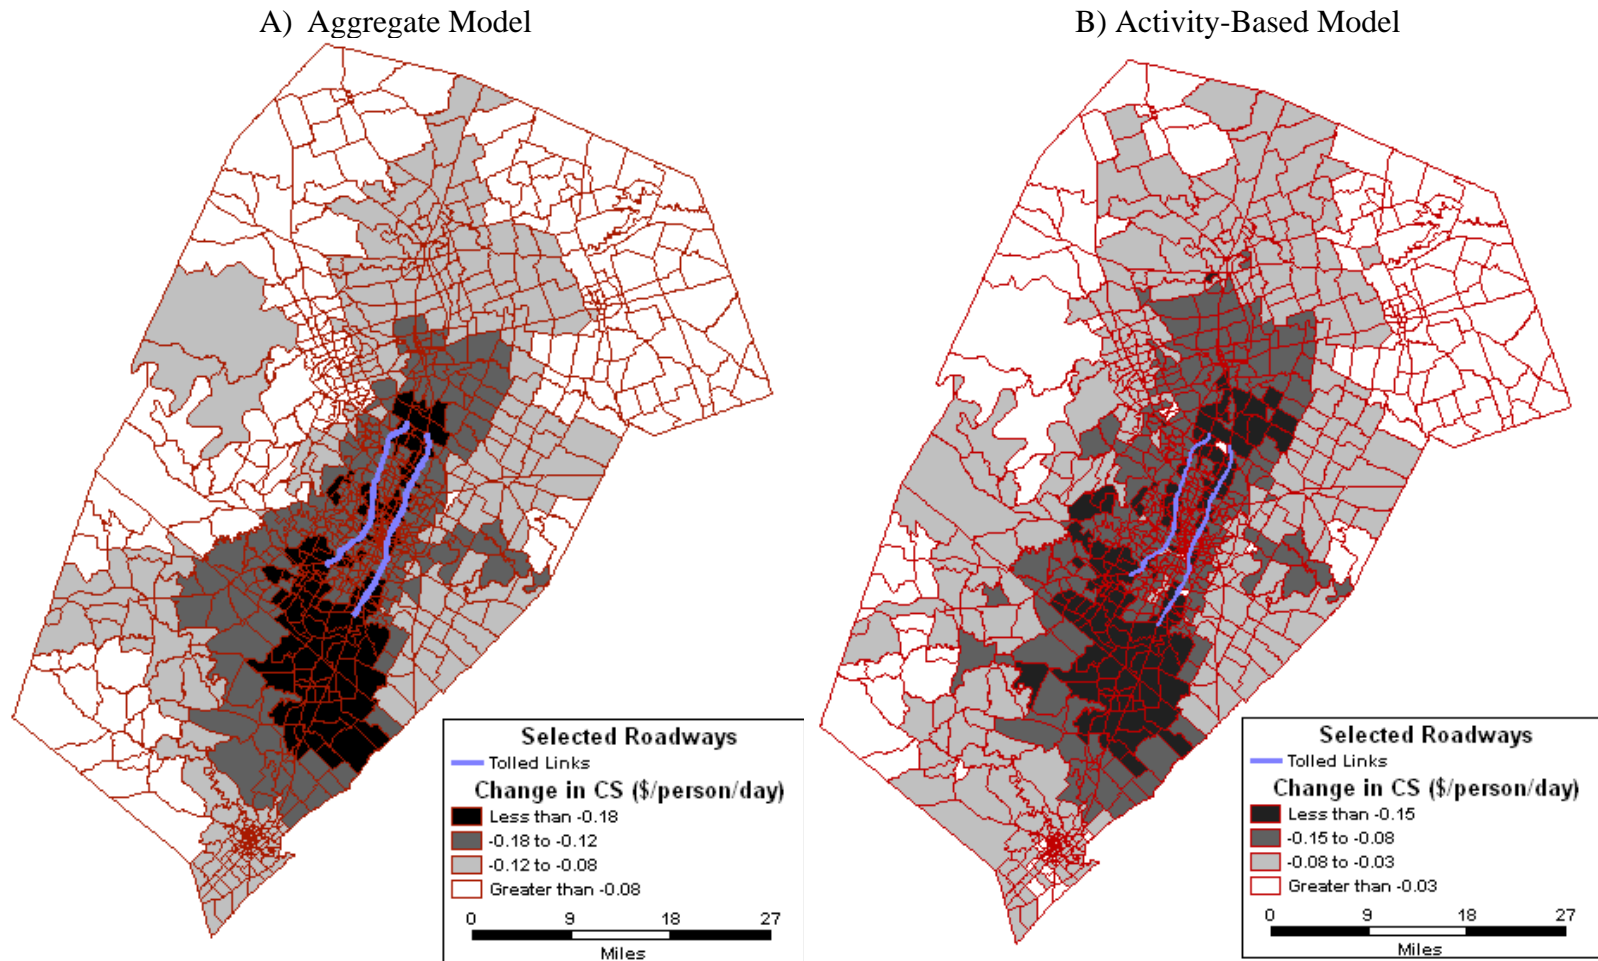 A) Aggregate Model
B) Activity-Based Model
Selected Roadways
Tolled Links
Change in CS ($/person/day)
Less than -0.18
-0.18 to -0.12
-0.12 to -0.08
Greater than -0.08
0 9 18 27
Miles
Selected Roadways
Tolled Links
Change in CS ($/person/day)
Less than -0.15
-0.15 to -0.08
-0.08 to -0.03
Greater than -0.03
0 9 18 27
Miles